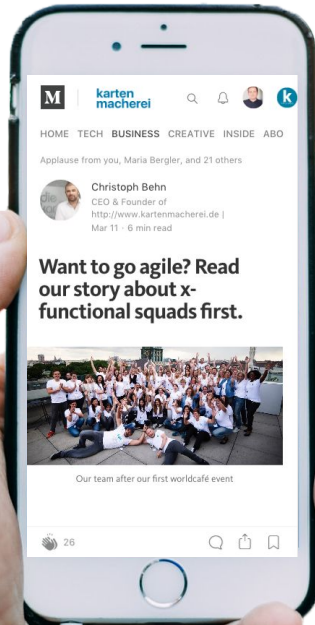 M
karten
macherei
k
HOME TECH BUSINESS CREATIVE INSIDE ABO
Applause from you, Maria Bergler, and 21 others
Christoph Behn
CEO & Founder of
http://www.kartenmacherei.de |
Mar 11 · 6 min read
Want to go agile? Read
our story about x-
functional squads first.
Our team after our first worldcafé event
26